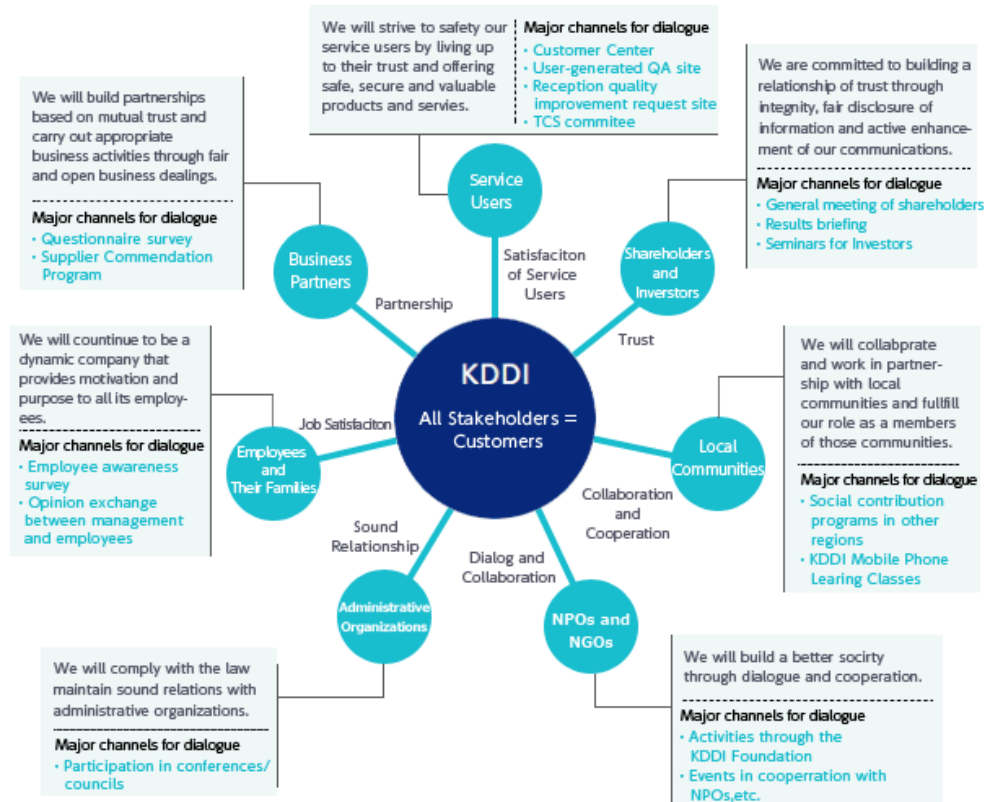 We will strive to safety our
service users by living up
to their trust and offering
safe, secure and valuable
products and servies.
Major channels for dialogue
• Customer Center
• User-generated QA site
• Reception quality
improvement request site
• TCS commitee
We will build partnerships
based on mutual trust and
carry out appropriate
business activities through fair
and open business dealings.
Major channels for dialogue
• Questionnaire survey
• Supplier Commendation
Program
We are committed to building a
relationship of trust through
integrity, fair disclosure of
information and active enhance-
ment of our communications.
Major channels for dialogue
• General meeting of shareholders
• Results briefing
• Seminars for Investors
Service
Users
Business
Partners
Shareholders
and
Inverstors
Satisfaciton
of Service
Users
Partnership
Trust
KDDI
All Stakeholders =
Customers
We will countinue to be a
dynamic company that
provides motivation and
purpose to all its employ-
ees.
Major channels for dialogue
• Employee awareness
survey
• Opinion exchange
between management
and employees
Job Satisfaciton
Employees
and
Their Families
Local
Communities
We will collabprate
and work in partner-
ship with local
communities and fullfill
our role as a members
of those communities.
Major channels for dialogue
• Social contribution
programs in other
regions
• KDDI Mobile Phone
Learing Classes
Collaboration
and
Cooperation
Sound
Relationship
Dialog and
Collaboration
Administrative
Organizations
NPOs and
NGOs
We will comply with the law
maintain sound relations with
administrative organizations.
Major channels for dialogue
• Participation in conferences/
councils
We will build a better socirty
through dialogue and cooperation.
Major channels for dialogue
• Activities through the
KDDI Foundation
• Events in cooperration with
NPOs,etc.